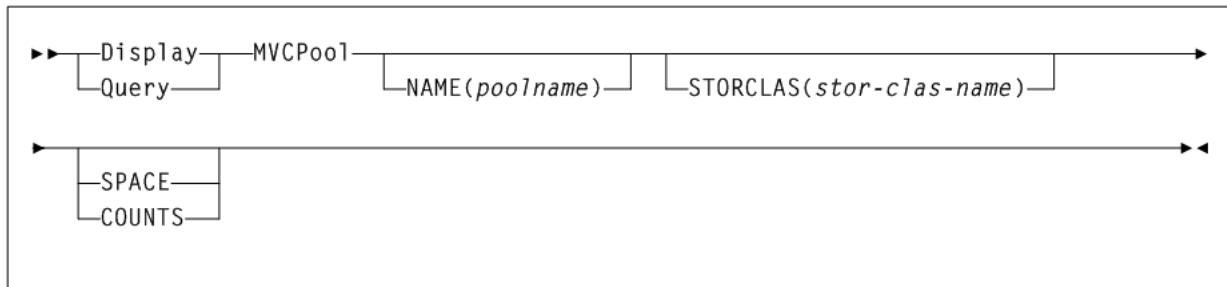 Display MVCPool
Query
NAME(poolname) STORCLAS(stor-clas-name)
SPACE
COUNTS